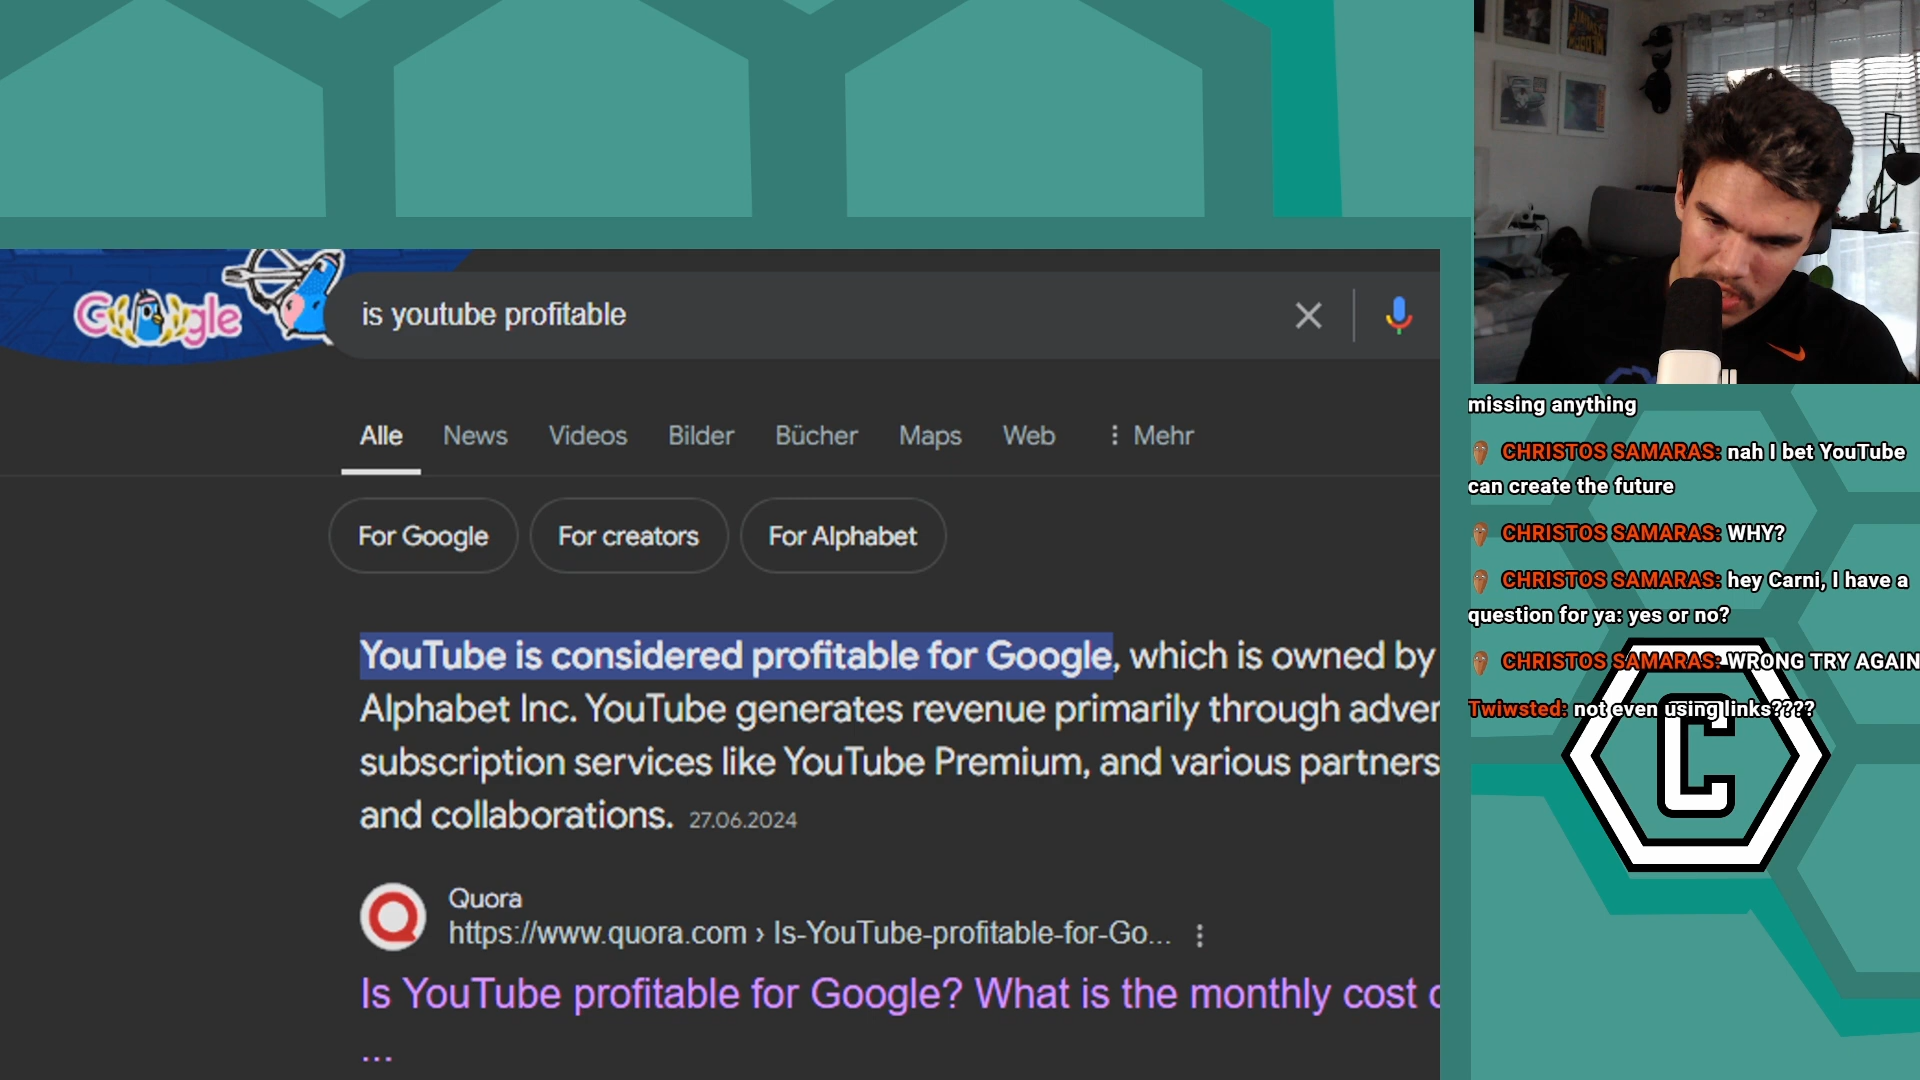 Google
is youtube profitable
Alle News Videos Bilder Bücher Maps Web Mehr
For Google For creators For Alphabet
YouTube is considered profitable for Google, which is owned by
Alphabet Inc. YouTube generates revenue primarily through adver
subscription services like YouTube Premium, and various partners
and collaborations. 27.06.2024
Quora
https://www.quora.com › Is-YouTube-profitable-for-Go...
Is YouTube profitable for Google? What is the monthly cost
...
missing anything
CHRISTOS SAMARAS: nah I bet YouTube
can create the future
CHRISTOS SAMARAS: WHY?
CHRISTOS SAMARAS: hey Carni, I have a
question for ya: yes or no?
CHRISTOS SAMARAS: WRONG TRY AGAIN
Twiwsted: not even using links????
C